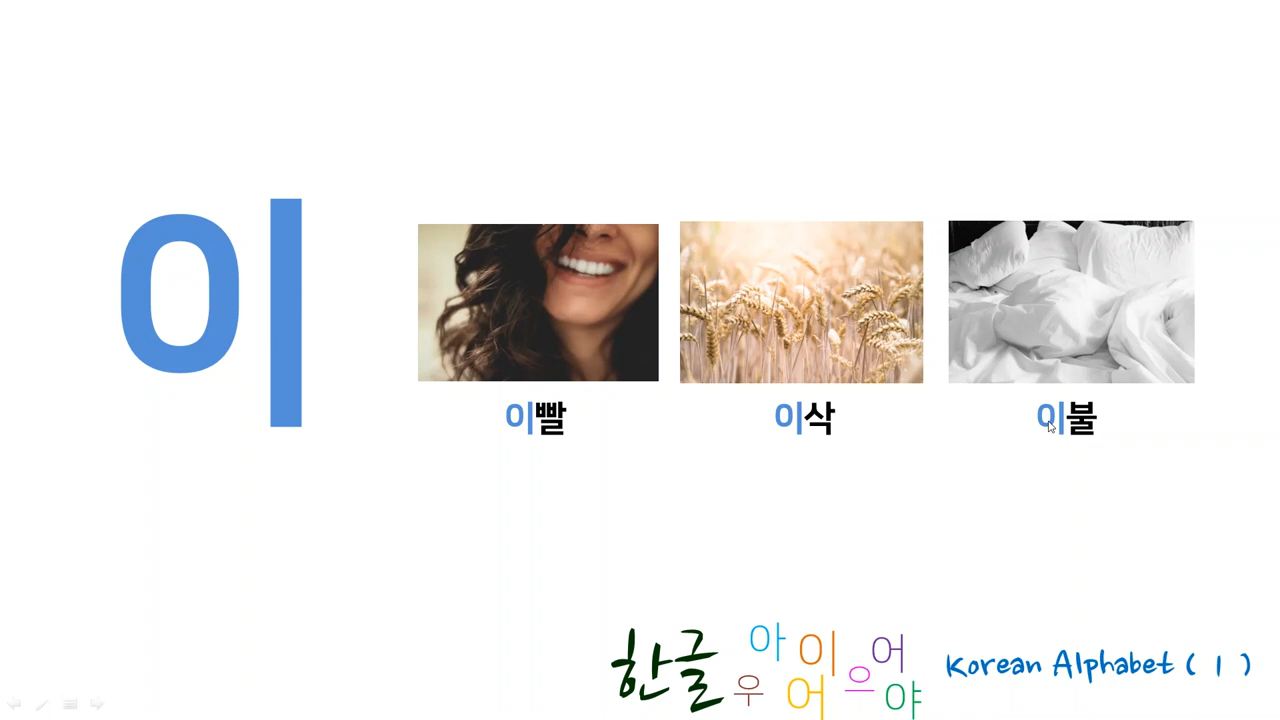 이
이빨
이삭
이불
한글
아 이 어
우 어 으 야
Korean Alphabet ( 1 )